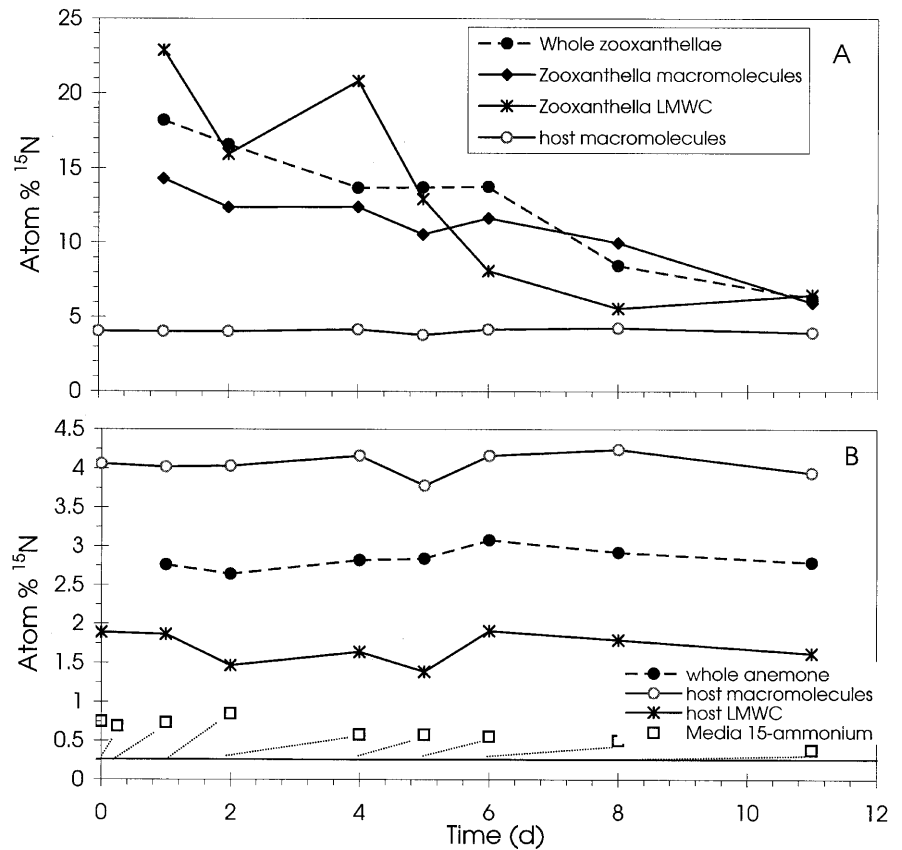 25
20
15
10
5
0
Atom % ¹⁵N
Whole zooxanthellae
Zooxanthella macromolecules
Zooxanthella LMWC
host macromolecules
A
4.5
4
3.5
3
2.5
2
1.5
1
0.5
0
Atom % ¹⁵N
B
whole anemone
host macromolecules
host LMWC
Media 15-ammonium
0 2 4 6 8 10 12
Time (d)